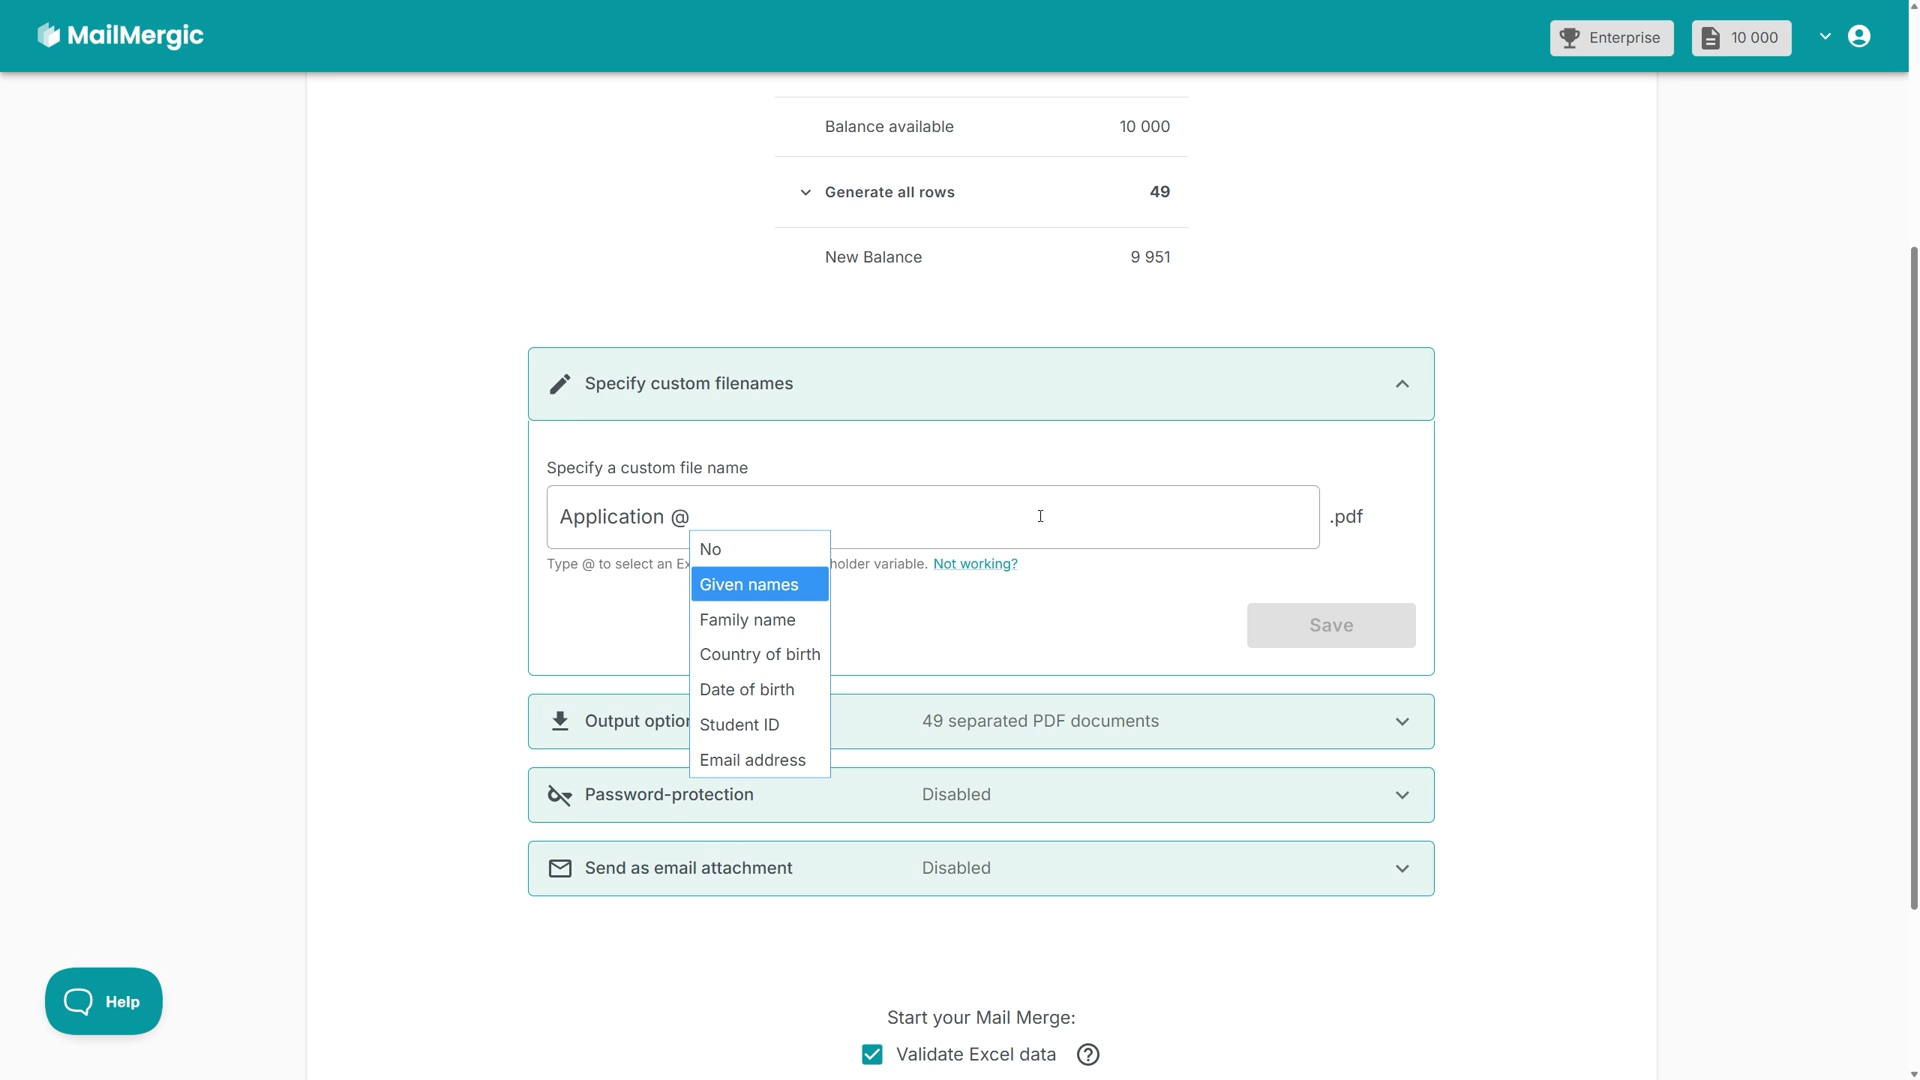 MailMergic
Enterprise
10 000
Balance available 10 000
Generate all rows 49
New Balance 9 951
Specify custom filenames
Specify a custom file name
Application @ .pdf
No
Type @ to select an Ex holder variable. Not working?
Given names
Family name
Save
Country of birth
Date of birth
Output option 49 separated PDF documents
Student ID
Email address
Password-protection Disabled
Send as email attachment Disabled
Help
Start your Mail Merge:
Validate Excel data